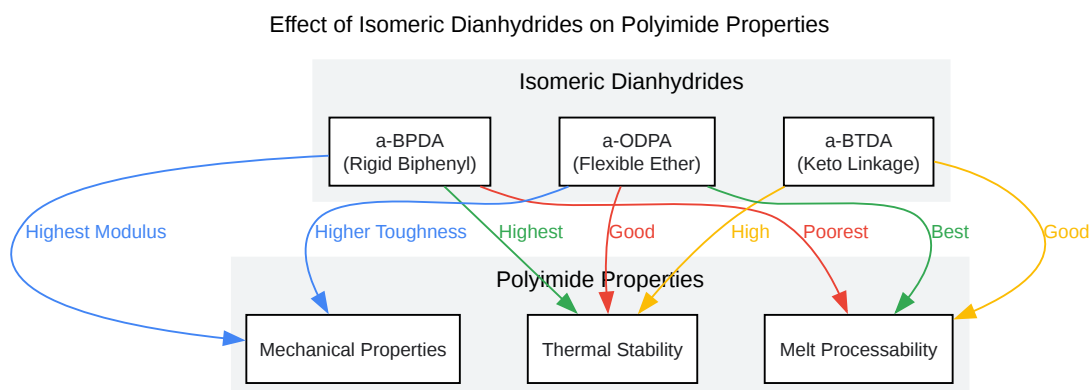 Effect of Isomeric Dianhydrides on Polyimide Properties
Isomeric Dianhydrides
a-BPDA
(Rigid Biphenyl)
a-ODPA
(Flexible Ether)
a-BTDA
(Keto Linkage)
Highest Modulus
Higher Toughness
Highest
Good
High
Poorest
Best
Good
Polyimide Properties
Mechanical Properties
Thermal Stability
Melt Processability